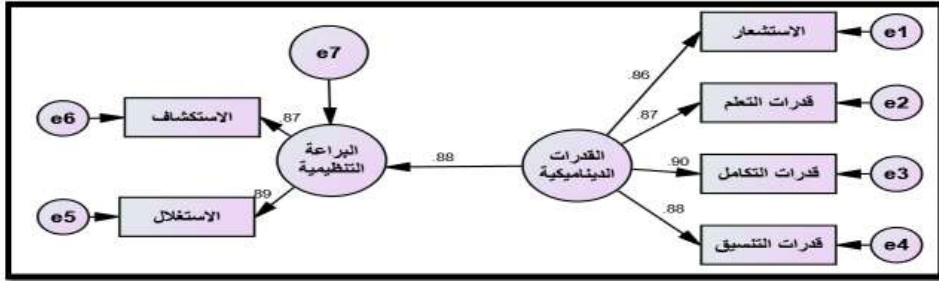 e1
الاستشعار
.86
e7
e2
قدرات التعلم
.87
e6
الاستكشاف
.87
البراعة
التنظيمية
.88
القدرات
الديناميكية
.90
قدرات التكامل
e3
e5
الاستغلال
.89
.88
قدرات التنسيق
e4